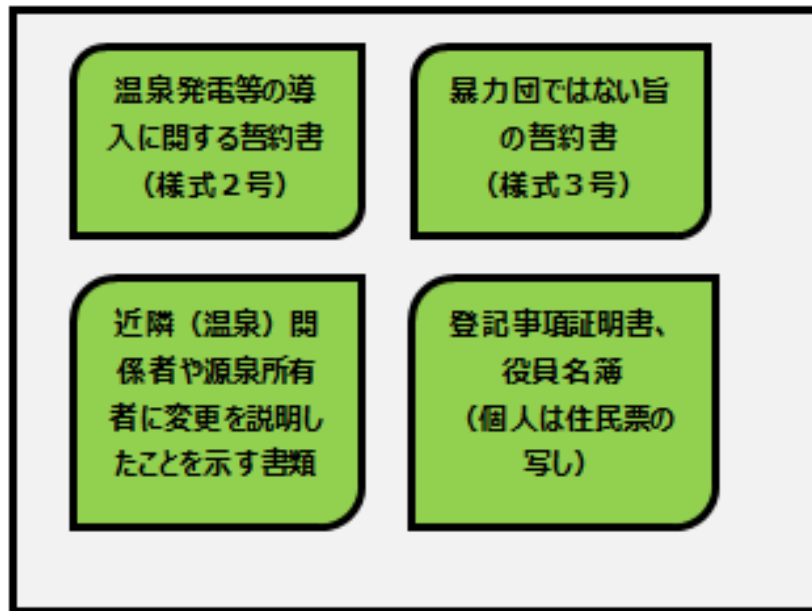 温泉発電等の導
入に関する誓約書
（様式２号）
暴力団ではない旨
の誓約書
（様式３号）
近隣（温泉）関
係者や源泉所有
者に変更を説明し
たことを示す書類
登記事項証明書、
役員名簿
（個人は住民票の
写し）